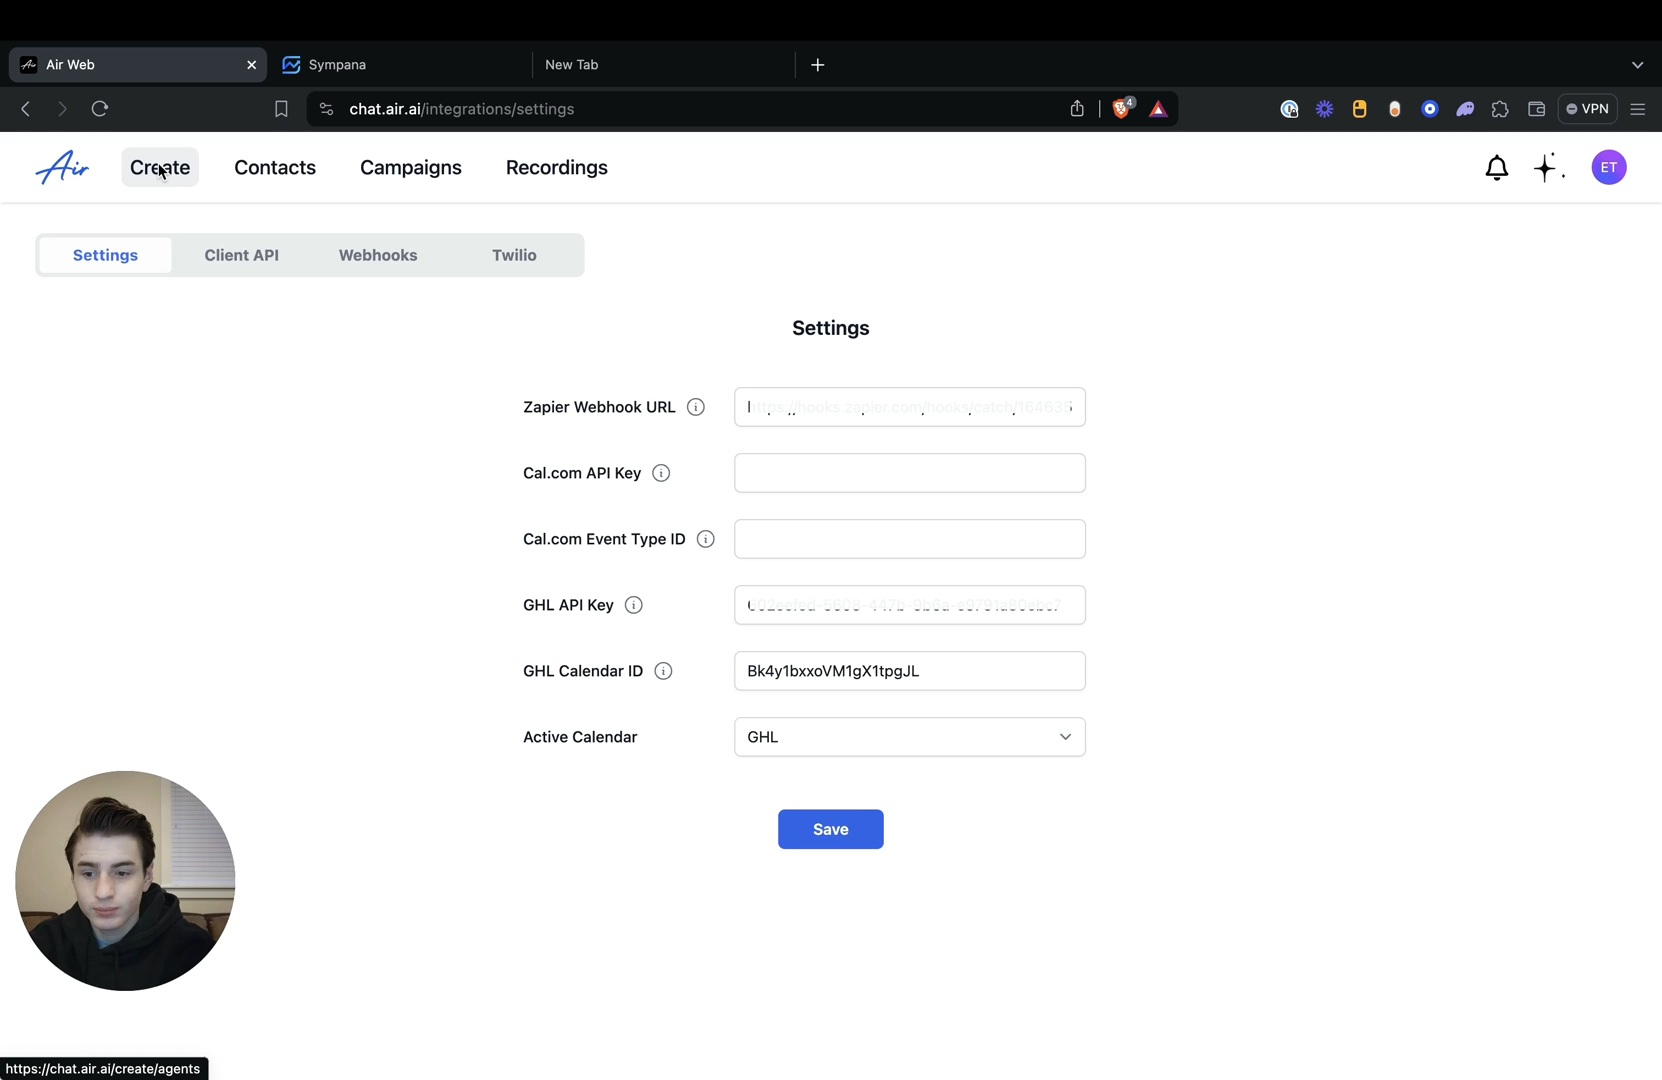 Air Web
Sympana
New Tab
chat.air.ai/integrations/settings
4
VPN
Air
Create
Contacts
Campaigns
Recordings
ET
Settings
Client API
Webhooks
Twilio
Settings
Zapier Webhook URL
Cal.com API Key
Cal.com Event Type ID
GHL API Key
GHL Calendar ID
Bk4y1bxxoVM1gX1tpgJL
Active Calendar
GHL
Save
https://chat.air.ai/create/agents